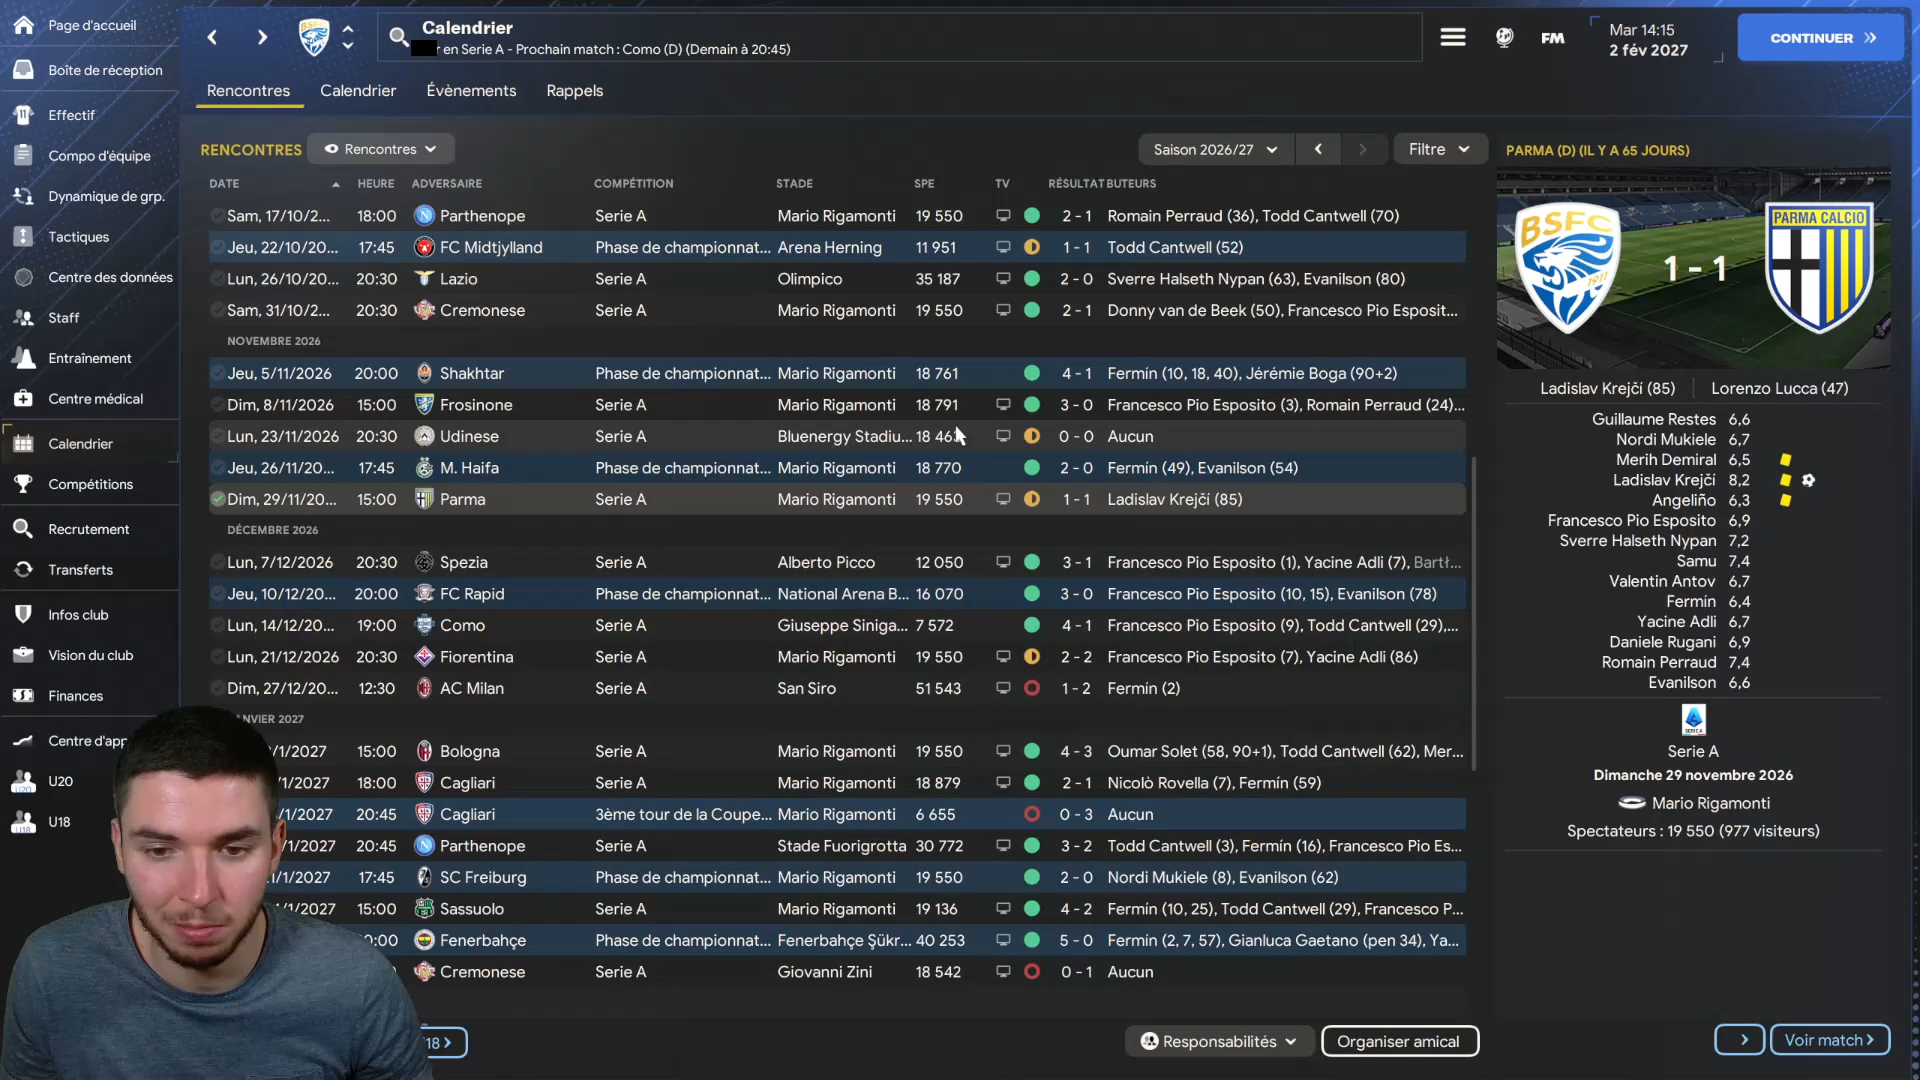 Page d'accueil
Boîte de réception
Effectif
Compo d'équipe
Dynamique de grp.
Tactiques
Centre des données
Staff
Entraînement
Centre médical
Calendrier
Compétitions
Recrutement
Transferts
Infos club
Vision du club
Finances
Centre d'app
U20
U18
Calendrier
r en Serie A - Prochain match : Como (D) (Demain à 20:45)
FM
Mar 14:15
2 fév 2027
CONTINUER
Rencontres Calendrier Évènements Rappels
RENCONTRES Rencontres
Saison 2026/27 Filtre
DATE HEURE ADVERSAIRE COMPÉTITION STADE SPE TV RÉSULTAT BUTEURS
Sam, 17/10/2... 18:00 Parthenope Serie A Mario Rigamonti 19 550 2 - 1 Romain Perraud (36), Todd Cantwell (70)
Jeu, 22/10/20... 17:45 FC Midtjylland Phase de championnat... Arena Herning 11 951 1 - 1 Todd Cantwell (52)
Lun, 26/10/20... 20:30 Lazio Serie A Olimpico 35 187 2 - 0 Sverre Halseth Nypan (63), Evanilson (80)
Sam, 31/10/2... 20:30 Cremonese Serie A Mario Rigamonti 19 550 2 - 1 Donny van de Beek (50), Francesco Pio Esposit...
NOVEMBRE 2026
Jeu, 5/11/2026 20:00 Shakhtar Phase de championnat... Mario Rigamonti 18 761 4 - 1 Fermín (10, 18, 40), Jérémie Boga (90+2)
Dim, 8/11/2026 15:00 Frosinone Serie A Mario Rigamonti 18 791 3 - 0 Francesco Pio Esposito (3), Romain Perraud (24)...
Lun, 23/11/2026 20:30 Udinese Serie A Bluenergy Stadiu... 18 46 0 - 0 Aucun
Jeu, 26/11/2026 17:45 M. Haifa Phase de championnat... Mario Rigamonti 18 770 2 - 0 Fermín (49), Evanilson (54)
Dim, 29/11/20... 15:00 Parma Serie A Mario Rigamonti 19 550 1 - 1 Ladislav Krejčí (85)
DÉCEMBRE 2026
Lun, 7/12/2026 20:30 Spezia Serie A Alberto Picco 12 050 3 - 1 Francesco Pio Esposito (1), Yacine Adli (7), Bartł...
Jeu, 10/12/20... 20:00 FC Rapid Phase de championnat... National Arena B... 16 070 3 - 0 Francesco Pio Esposito (10, 15), Evanilson (78)
Lun, 14/12/20... 19:00 Como Serie A Giuseppe Siniga... 7 572 4 - 1 Francesco Pio Esposito (9), Todd Cantwell (29),...
Lun, 21/12/2026 20:30 Fiorentina Serie A Mario Rigamonti 19 550 2 - 2 Francesco Pio Esposito (7), Yacine Adli (86)
Dim, 27/12/20... 12:30 AC Milan Serie A San Siro 51 543 1 - 2 Fermín (2)
ANVIER 2027
/1/2027 15:00 Bologna Serie A Mario Rigamonti 19 550 4 - 3 Oumar Solet (58, 90+1), Todd Cantwell (62), Mer...
/1/2027 18:00 Cagliari Serie A Mario Rigamonti 18 879 2 - 1 Nicolò Rovella (7), Fermín (59)
/1/2027 20:45 Cagliari 3ème tour de la Coupe... Mario Rigamonti 6 655 0 - 3 Aucun
/1/2027 20:45 Parthenope Serie A Stade Fuorigrotta 30 772 3 - 2 Todd Cantwell (3), Fermín (16), Francesco Pio Es...
1/1/2027 17:45 SC Freiburg Phase de championnat... Mario Rigamonti 19 550 2 - 0 Nordi Mukiele (8), Evanilson (62)
/1/2027 15:00 Sassuolo Serie A Mario Rigamonti 19 136 4 - 2 Fermín (10, 25), Todd Cantwell (29), Francesco P...
:00 Fenerbahçe Phase de championnat... Fenerbahçe Şükr... 40 253 5 - 0 Fermín (2, 7, 57), Gianluca Gaetano (pen 34), Ya...
Cremonese Serie A Giovanni Zini 18 542 0 - 1 Aucun
18
Responsabilités Organiser amical
PARMA (D) (IL Y A 65 JOURS)
BSFC 1911
1 - 1
PARMA CALCIO
Ladislav Krejčí (85) Lorenzo Lucca (47)
Guillaume Restes 6,6
Nordi Mukiele 6,7
Merih Demiral 6,5
Ladislav Krejčí 8,2
Angeliño 6,3
Francesco Pio Esposito 6,9
Sverre Halseth Nypan 7,2
Samu 7,4
Valentin Antov 6,7
Fermín 6,4
Yacine Adli 6,7
Daniele Rugani 6,9
Romain Perraud 7,4
Evanilson 6,6
SERIE A
Serie A
Dimanche 29 novembre 2026
Mario Rigamonti
Spectateurs : 19 550 (977 visiteurs)
Voir match